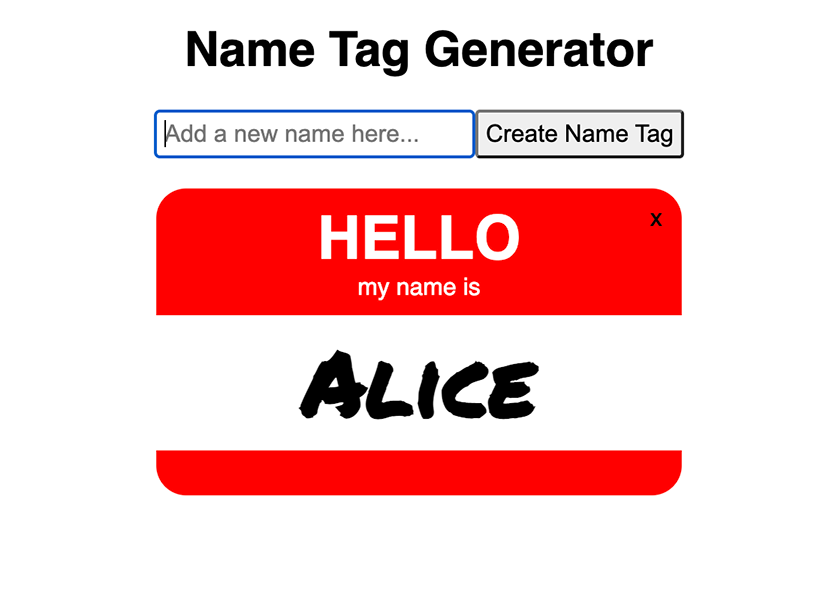 Name Tag Generator
Add a new name here... Create Name Tag
x
HELLO
my name is
ALICE